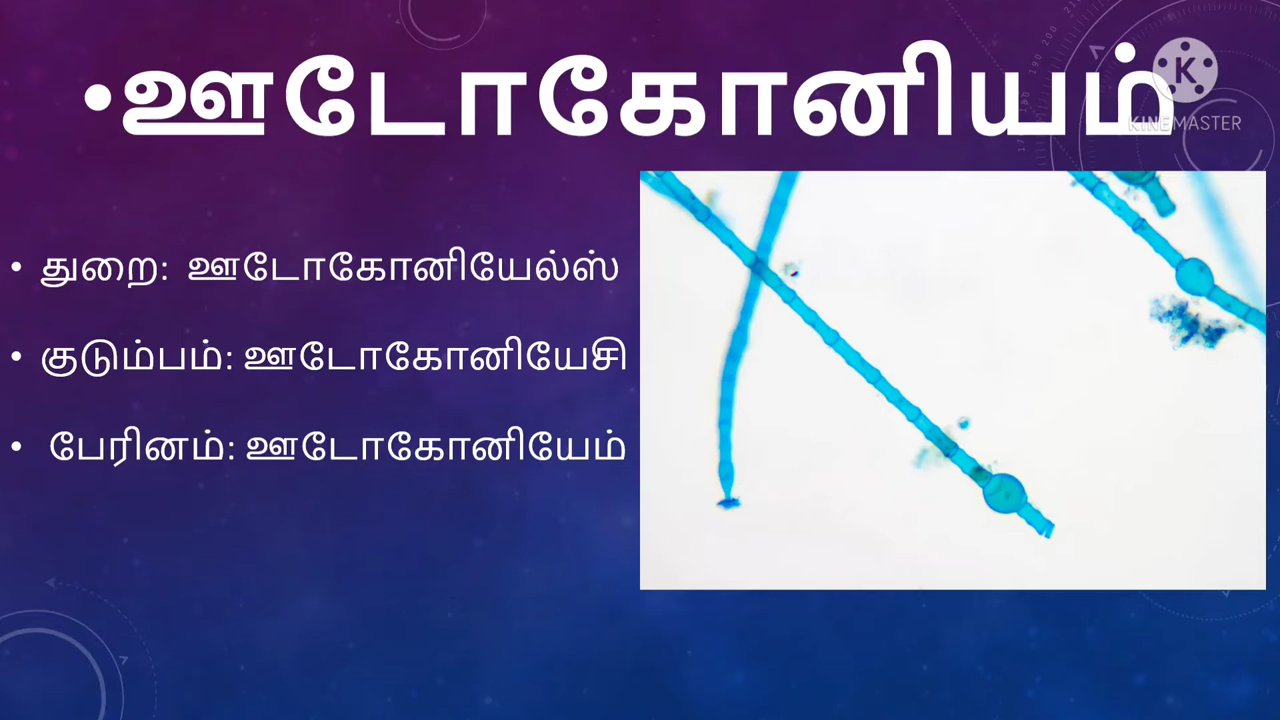 •ஊடோகோனியம்
K
KINEMASTER
• துறை: ஊடோகோனியேல்ஸ்
• குடும்பம்: ஊடோகோனியேசி
• பேரினம்: ஊடோகோனியேம்